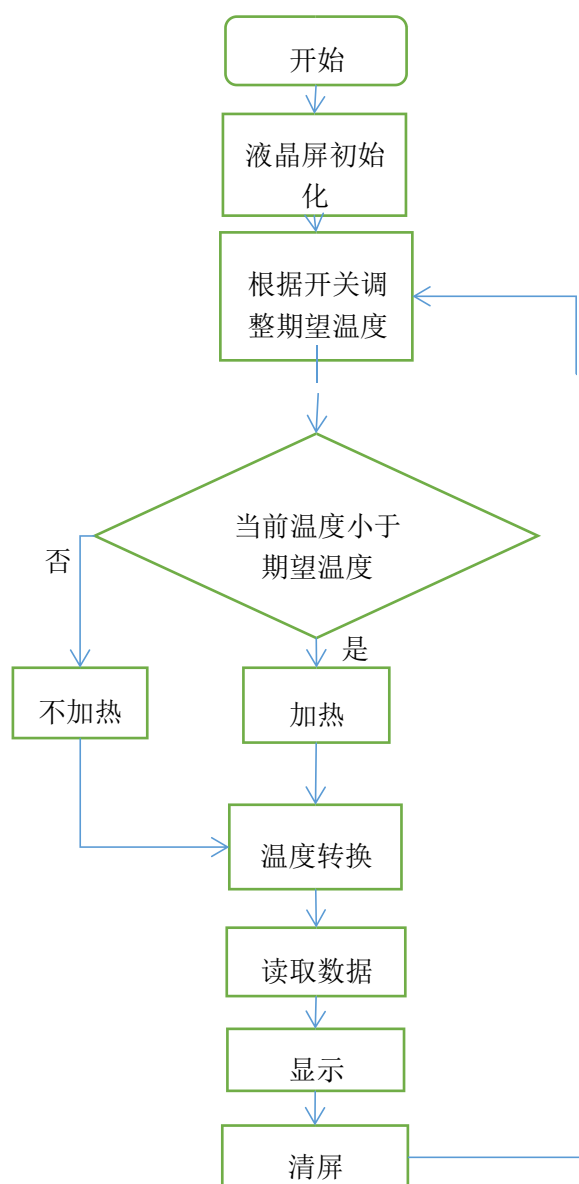 开始
液晶屏初始
化
根据开关调
整期望温度
当前温度小于
期望温度
否
是
不加热
加热
温度转换
读取数据
显示
清屏